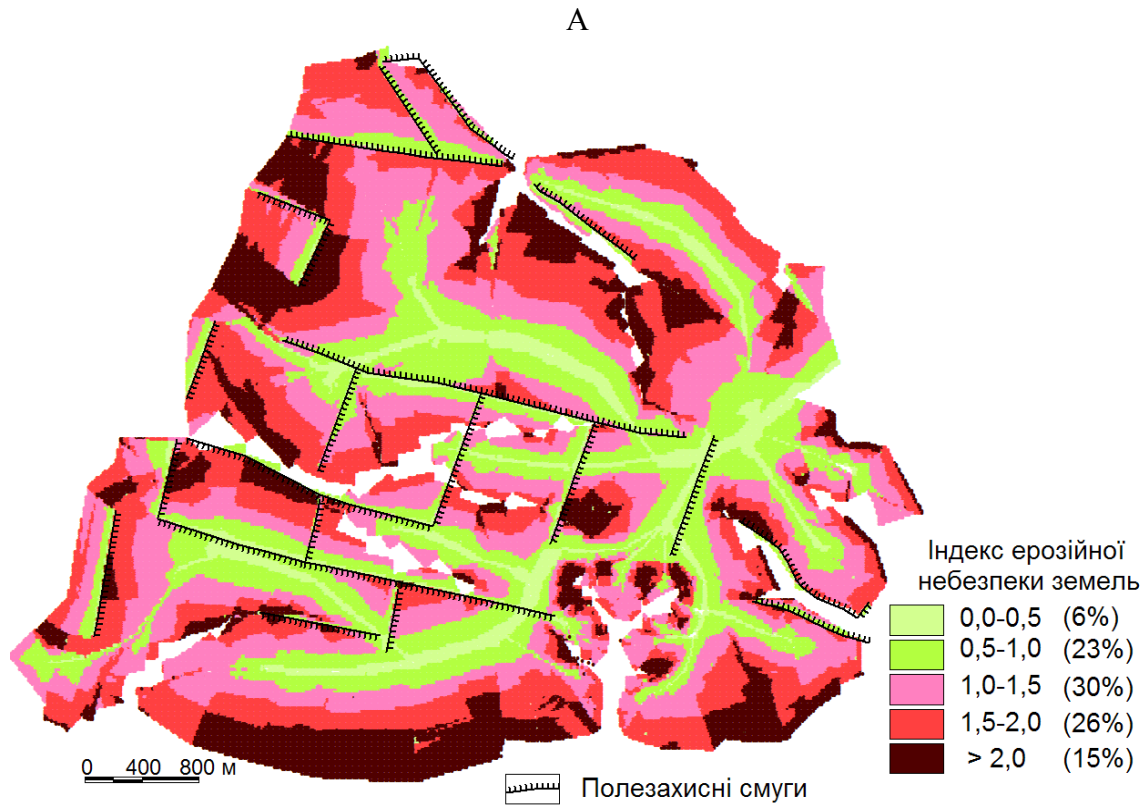 А
Індекс ерозійної
небезпеки земель
0,0-0,5 (6%)
0,5-1,0 (23%)
1,0-1,5 (30%)
1,5-2,0 (26%)
> 2,0 (15%)
0 400 800 м
Полезахисні смуги